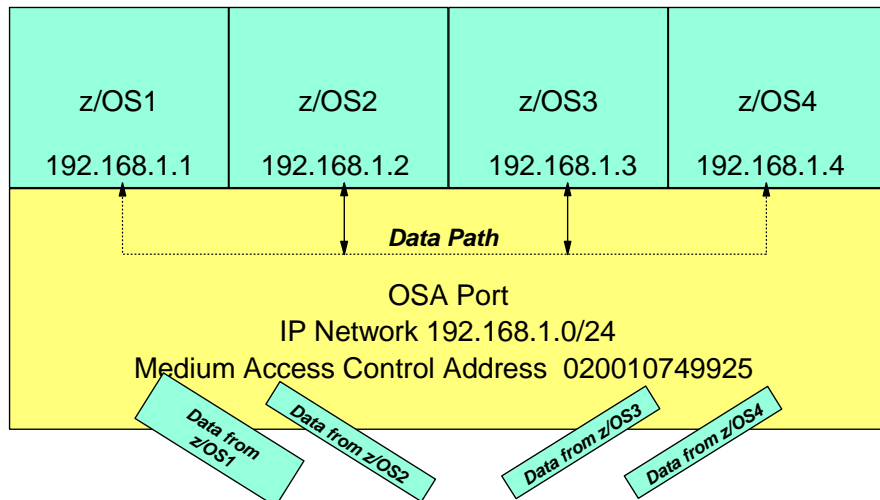 z/OS1
z/OS2
z/OS3
z/OS4
192.168.1.1
192.168.1.2
192.168.1.3
192.168.1.4
Data Path
OSA Port
IP Network 192.168.1.0/24
Medium Access Control Address 020010749925
Data from
z/OS1
Data from z/OS2
Data from z/OS3
Data from z/OS4